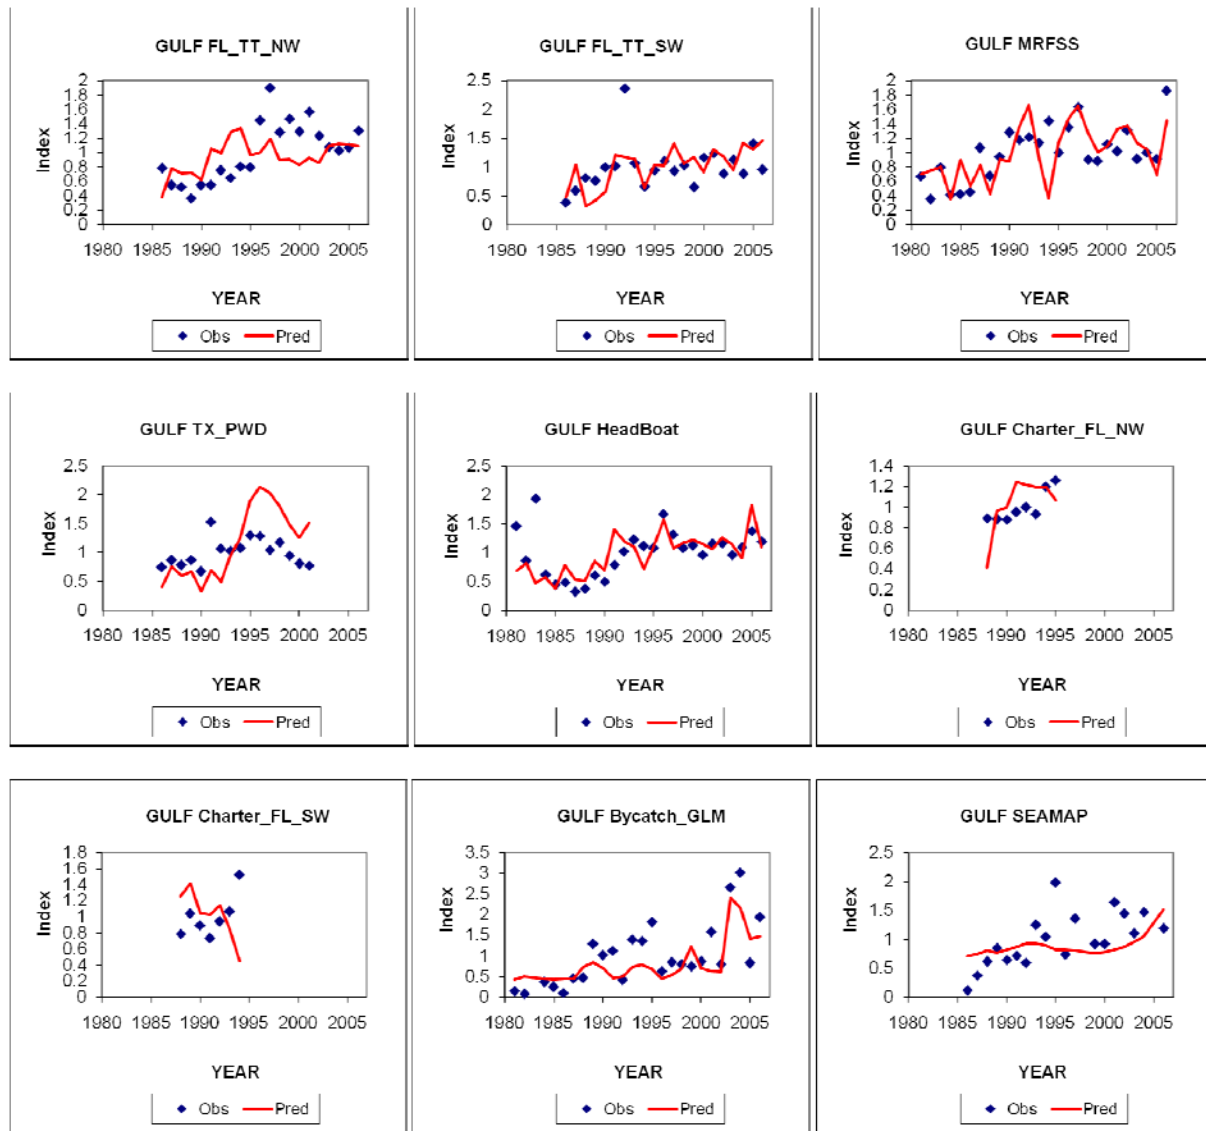 GULF FL_TT_NW
2
1.8
1.6
1.4
1.2
1
0.8
0.6
0.4
0.2
0
Index
1980 1985 1990 1995 2000 2005
YEAR
Obs Pred
GULF FL_TT_SW
2.5
2
1.5
1
0.5
0
Index
1980 1985 1990 1995 2000 2005
YEAR
Obs Pred
GULF MRFSS
2
1.8
1.6
1.4
1.2
1
0.8
0.6
0.4
0.2
0
Index
1980 1985 1990 1995 2000 2005
YEAR
Obs Pred
GULF TX_PWD
2.5
2
1.5
1
0.5
0
Index
1980 1985 1990 1995 2000 2005
YEAR
Obs Pred
GULF HeadBoat
2.5
2
1.5
1
0.5
0
Index
1980 1985 1990 1995 2000 2005
YEAR
Obs Pred
GULF Charter_FL_NW
1.4
1.2
1
0.8
0.6
0.4
0.2
0
Index
1980 1985 1990 1995 2000 2005
YEAR
Obs Pred
GULF Charter_FL_SW
1.8
1.6
1.4
1.2
1
0.8
0.6
0.4
0.2
0
Index
1980 1985 1990 1995 2000 2005
YEAR
Obs Pred
GULF Bycatch_GLM
3.5
3
2.5
2
1.5
1
0.5
0
Index
1980 1985 1990 1995 2000 2005
YEAR
Obs Pred
GULF SEAMAP
2.5
2
1.5
1
0.5
0
Index
1980 1985 1990 1995 2000 2005
YEAR
Obs Pred